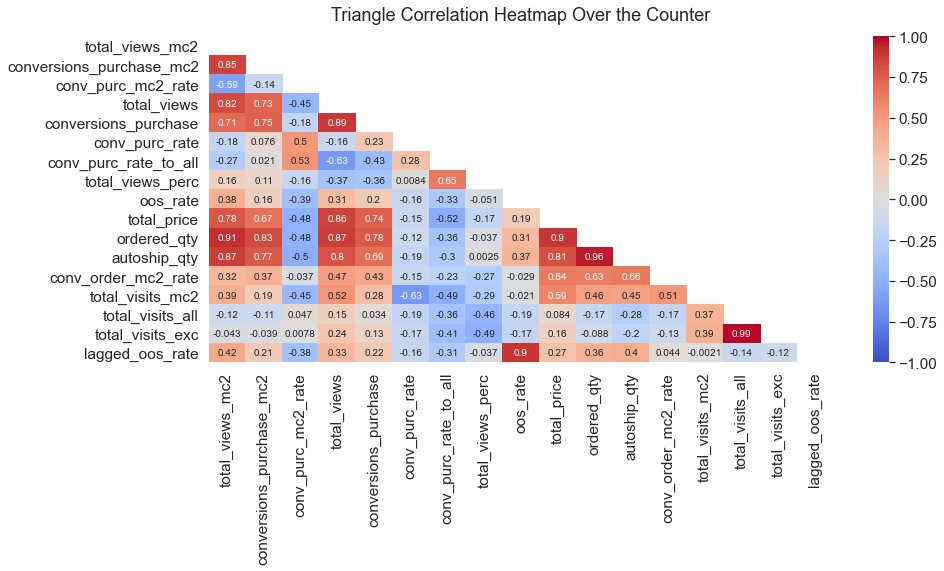 Triangle Correlation Heatmap Over the Counter
total_views_mc2
conversions_purchase_mc2 0.85
conv_purc_mc2_rate -0.59 -0.14
total_views 0.82 0.73 -0.45
conversions_purchase 0.71 0.75 -0.18 0.89
conv_purc_rate -0.18 0.076 0.5 -0.16 0.23
conv_purc_rate_to_all -0.27 0.021 0.53 -0.63 -0.43 0.28
total_views_perc 0.16 0.11 -0.16 -0.37 -0.36 0.0084 0.65
oos_rate 0.38 0.16 -0.39 0.31 0.2 -0.16 -0.33 -0.051
total_price 0.78 0.67 -0.48 0.86 0.74 -0.15 -0.52 -0.17 0.19
ordered_qty 0.91 0.83 -0.48 0.87 0.78 -0.12 -0.36 -0.037 0.31 0.9
autoship_qty 0.87 0.77 -0.5 0.8 0.69 -0.19 -0.3 0.0025 0.37 0.81 0.96
conv_order_mc2_rate 0.32 0.37 -0.037 0.47 0.43 -0.15 -0.23 -0.27 -0.029 0.64 0.63 0.66
total_visits_mc2 0.39 0.19 -0.45 0.52 0.28 -0.63 -0.49 -0.29 -0.021 0.59 0.46 0.45 0.51
total_visits_all -0.12 -0.11 0.047 0.15 0.034 -0.19 -0.36 -0.46 -0.19 0.084 -0.17 -0.28 -0.17 0.37
total_visits_exc -0.043 -0.039 0.0078 0.24 0.13 -0.17 -0.41 -0.49 -0.17 0.16 -0.088 -0.2 -0.13 0.39 0.99
lagged_oos_rate 0.42 0.21 -0.38 0.33 0.22 -0.16 -0.31 -0.037 0.9 0.27 0.36 0.4 0.044 -0.0021 -0.14 -0.12
total_views_mc2
conversions_purchase_mc2
conv_purc_mc2_rate
total_views
conversions_purchase
conv_purc_rate
conv_purc_rate_to_all
total_views_perc
oos_rate
total_price
ordered_qty
autoship_qty
conv_order_mc2_rate
total_visits_mc2
total_visits_all
total_visits_exc
lagged_oos_rate
1.00
0.75
0.50
0.25
0.00
−0.25
−0.50
−0.75
−1.00